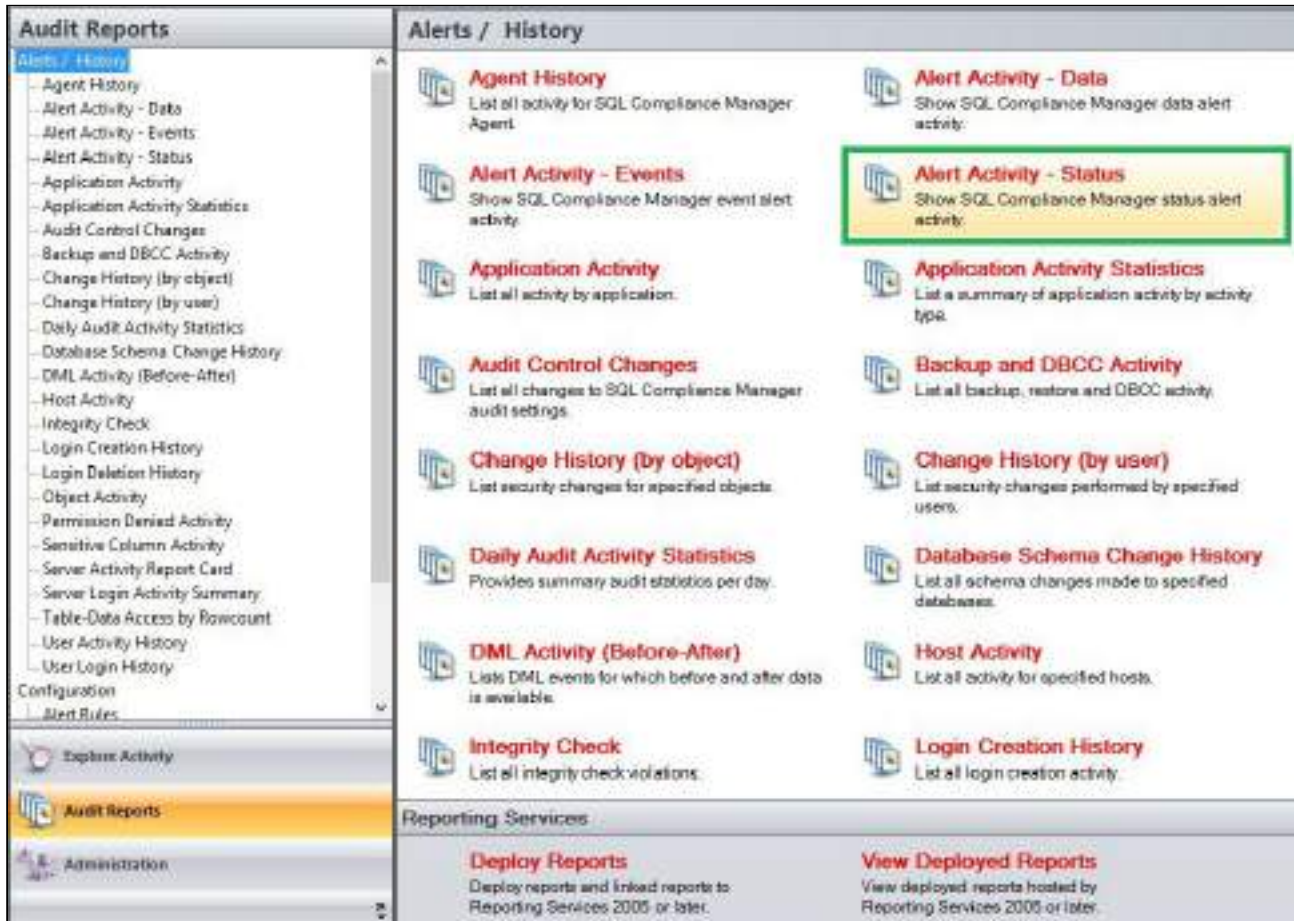 Audit Reports
Alerts / History
Agent History
Alert Activity - Data
Alert Activity - Events
Alert Activity - Status
Application Activity
Application Activity Statistics
Audit Control Changes
Backup and DBCC Activity
Change History (by object)
Change History (by user)
Daily Audit Activity Statistics
Database Schema Change History
DML Activity (Before-After)
Host Activity
Integrity Check
Login Creation History
Login Deletion History
Object Activity
Permission Denied Activity
Sensitive Column Activity
Server Activity Report Card
Server Login Activity Summary
Table-Data Access by Rowcount
User Activity History
User Login History
Configuration
Alert Rules
Explore Activity
Audit Reports
Administration
Alerts / History
Agent History
List all activity for SQL Compliance Manager
Agent.
Alert Activity - Data
Show SQL Compliance Manager data alert
activity.
Alert Activity - Events
Show SQL Compliance Manager event alert
activity.
Alert Activity - Status
Show SQL Compliance Manager status alert
activity.
Application Activity
List all activity by application.
Application Activity Statistics
List a summary of application activity by activity
type.
Audit Control Changes
List all changes to SQL Compliance Manager
audit settings.
Backup and DBCC Activity
List all backup, restore and DBCC activity.
Change History (by object)
List security changes for specified objects.
Change History (by user)
List security changes performed by specified
users.
Daily Audit Activity Statistics
Provides summary audit statistics per day.
Database Schema Change History
List all schema changes made to specified
databases.
DML Activity (Before-After)
Lists DML events for which before and after data
is available.
Host Activity
List all activity for specified hosts.
Integrity Check
List all integrity check violations.
Login Creation History
List all login creation activity.
Reporting Services
Deploy Reports
Deploy reports and linked reports to
Reporting Services 2005 or later.
View Deployed Reports
View deployed reports hosted by
Reporting Services 2005 or later.